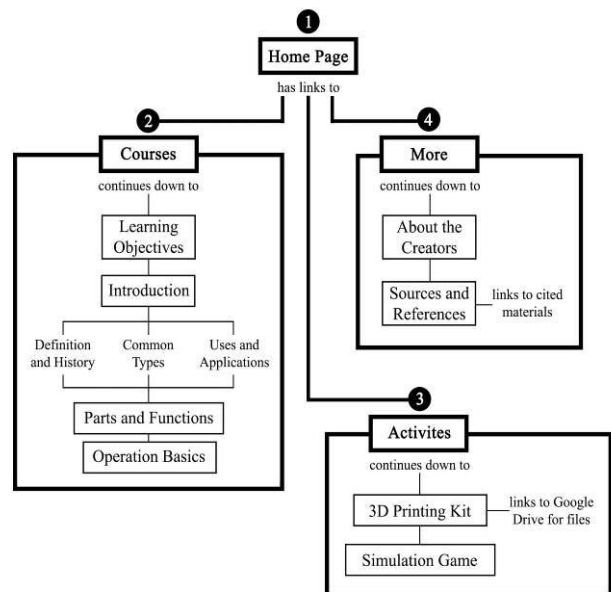 1
Home Page
has links to
2
Courses
continues down to
Learning
Objectives
Introduction
Definition
and History
Common
Types
Uses and
Applications
Parts and Functions
Operation Basics
4
More
continues down to
About the
Creators
Sources and
References
links to cited
materials
3
Activites
continues down to
3D Printing Kit
links to Google
Drive for files
Simulation Game